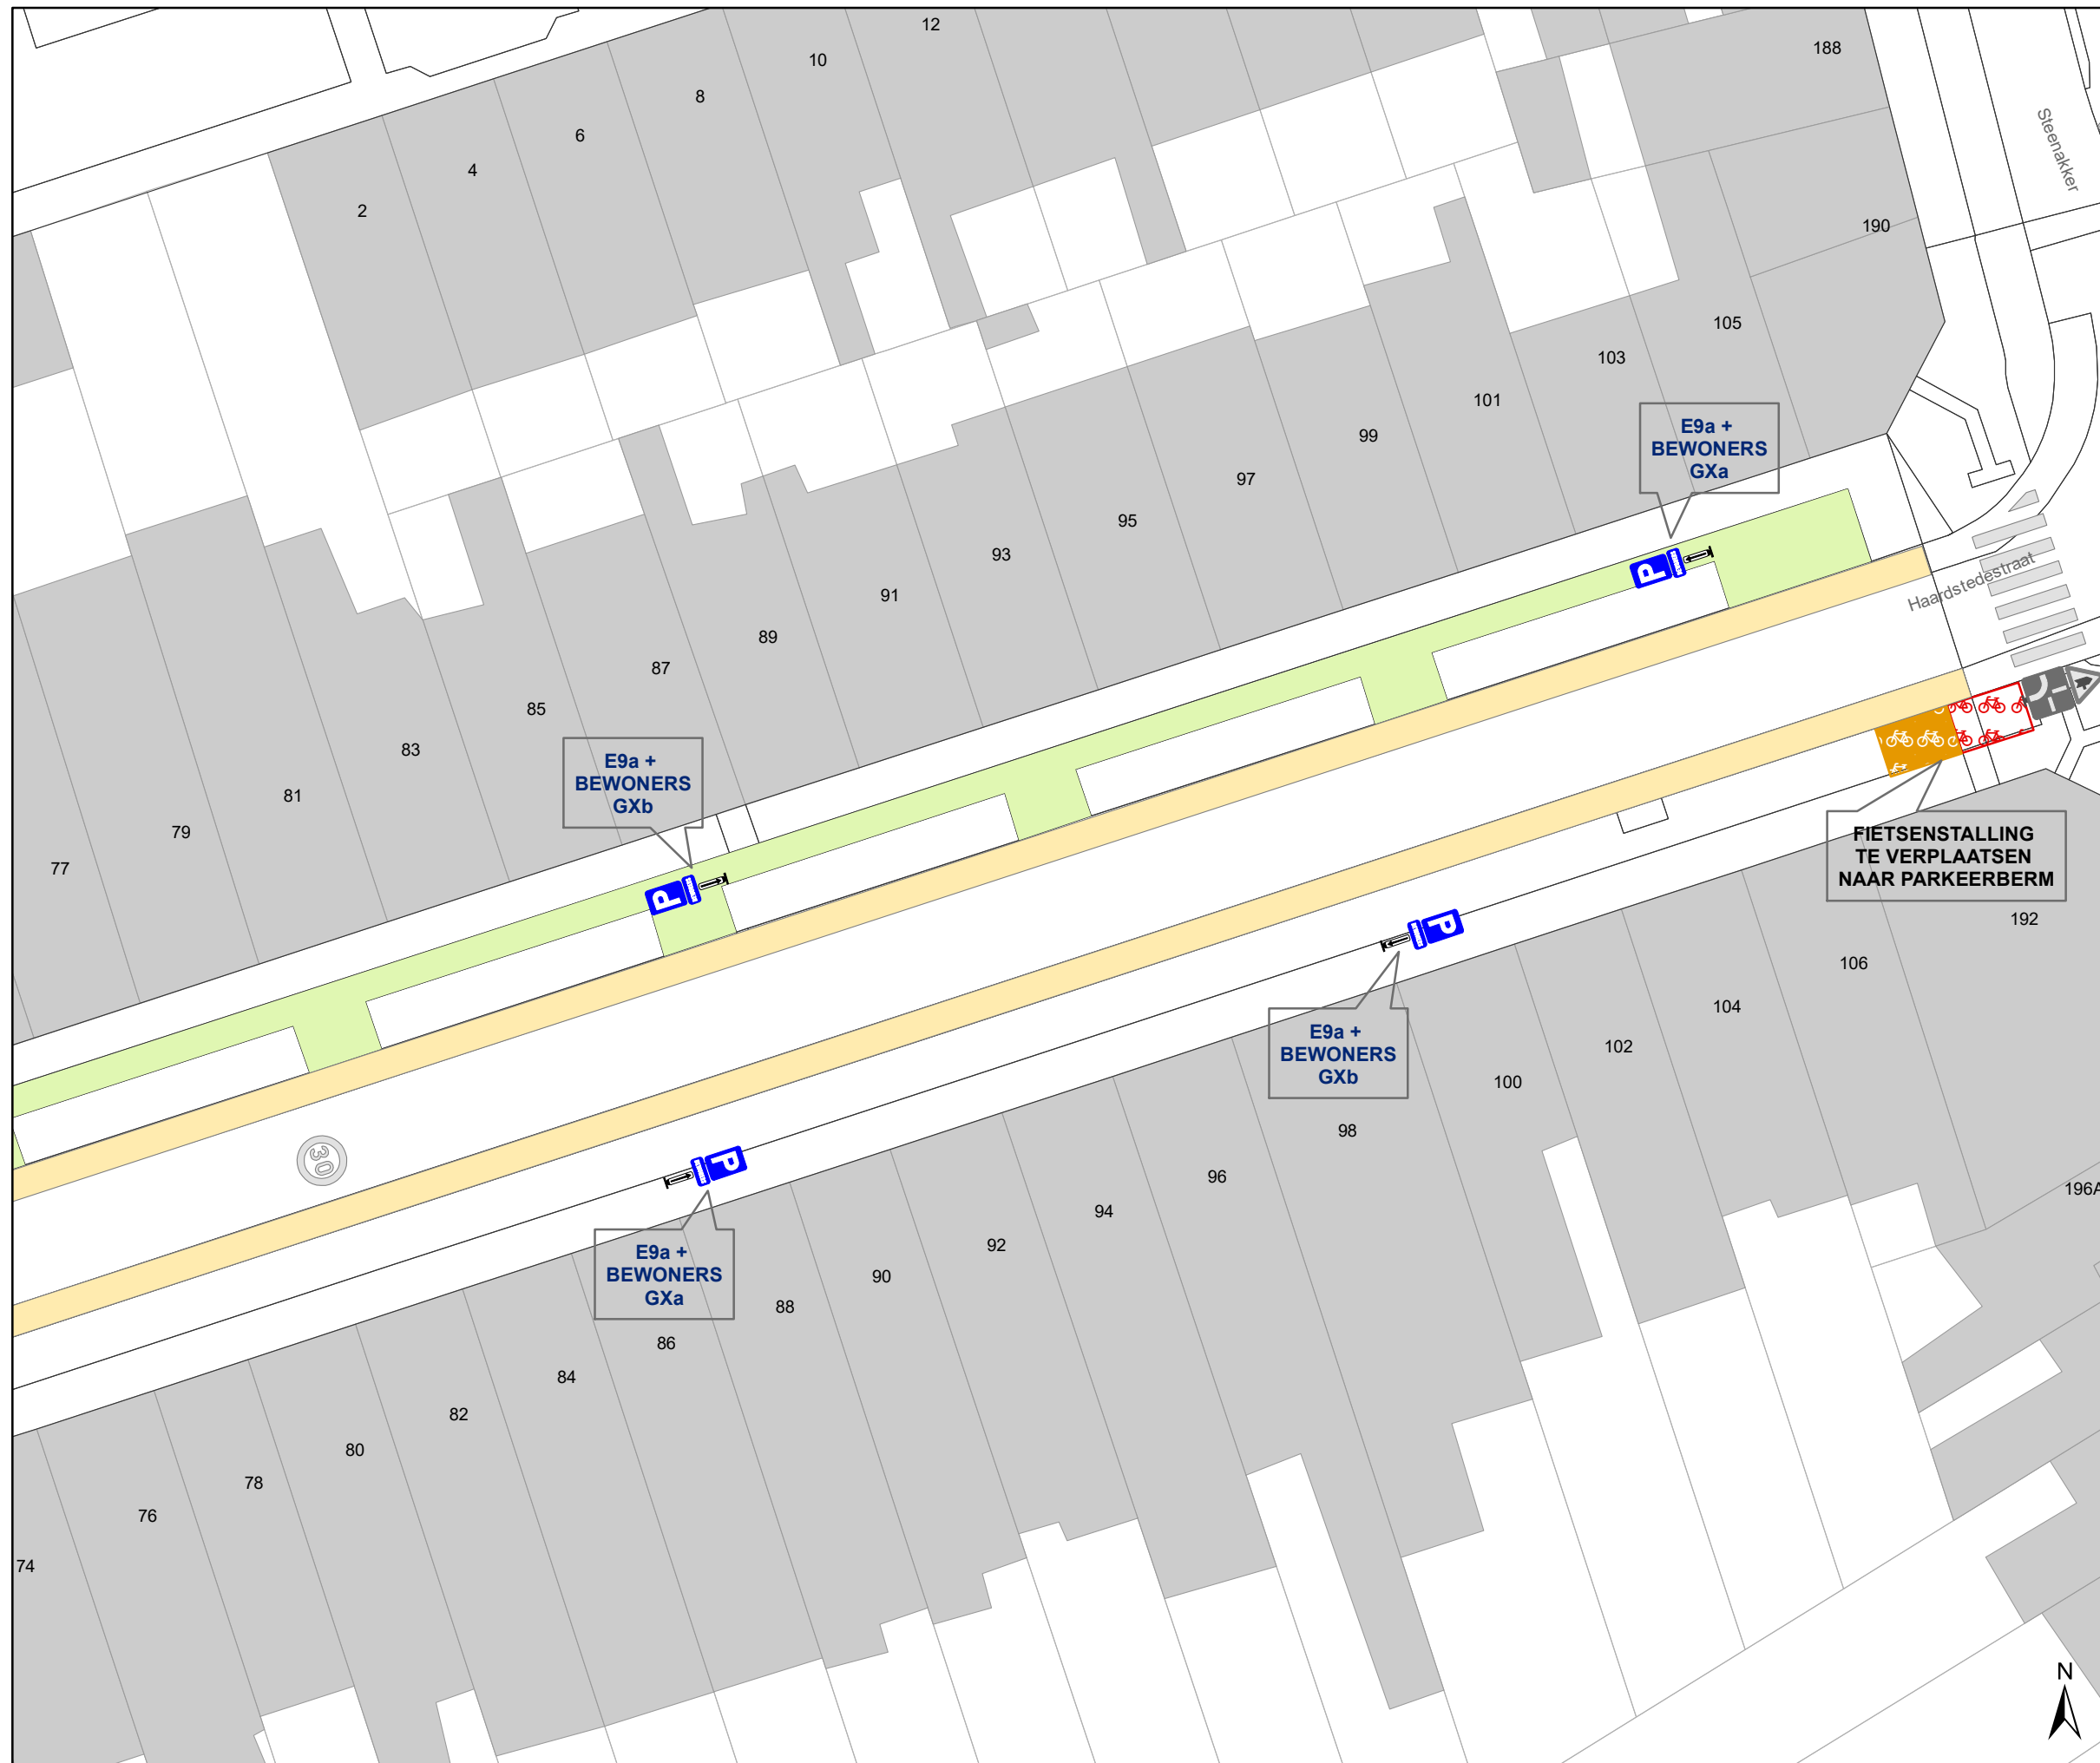 12
10
188
8
6
4
2
Steenakker
190
105
103
101
99
97
95
93
91
89
87
85
83
81
79
77
E9a +
BEWONERS
GXa
P
Haardstedestraat
E9a +
BEWONERS
GXb
P
FIETSENSTALLING
TE VERPLAATSEN
NAAR PARKEERBERM
192
P
E9a +
BEWONERS
GXb
106
104
102
100
98
96
94
92
90
88
86
84
82
80
78
76
74
30
P
E9a +
BEWONERS
GXa
196A
N